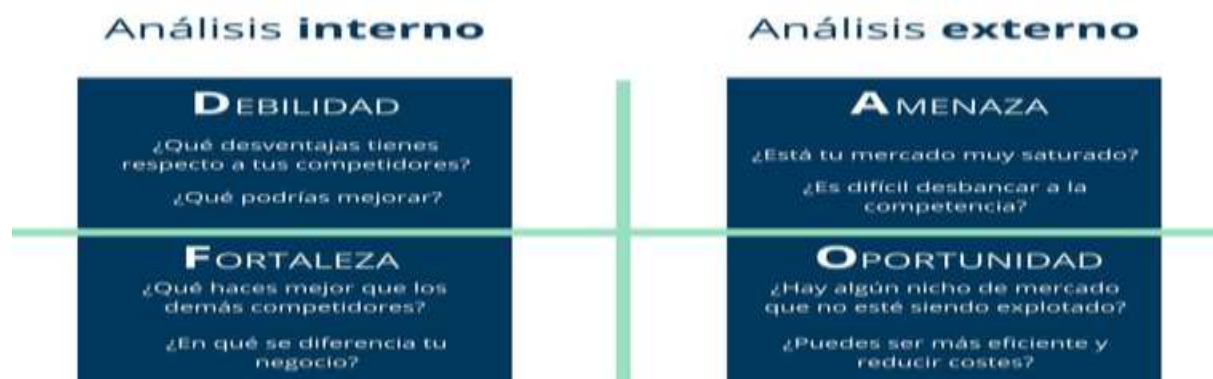 Análisis interno
DEBILIDAD
¿Qué desventajas tienes
respecto a tus competidores?
¿Qué podrías mejorar?
FORTALEZA
¿Qué haces mejor que los
demás competidores?
¿En qué se diferencia tu
negocio?
Análisis externo
AMENAZA
¿Está tu mercado muy saturado?
¿Es difícil desbancar a la
competencia?
OPORTUNIDAD
¿Hay algún nicho de mercado
que no esté siendo explotado?
¿Puedes ser más eficiente y
reducir costes?